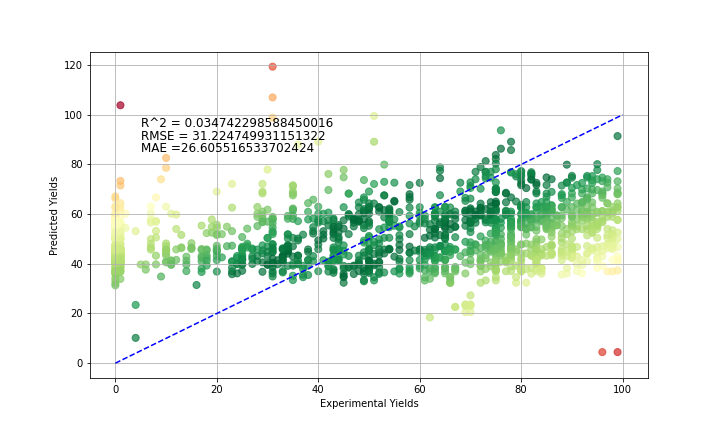 120
100
80
60
40
20
0
Predicted Yields
R^2 = 0.034742298588450016
RMSE = 31.224749931151322
MAE =26.605516533702424
0 20 40 60 80 100
Experimental Yields